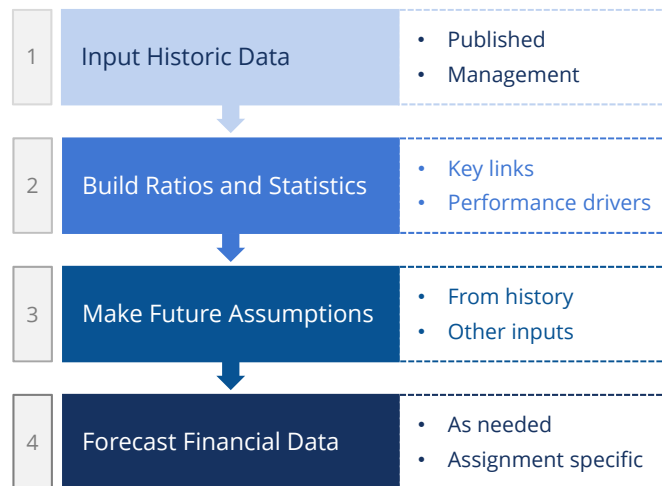 1
Input Historic Data
• Published
• Management
2
Build Ratios and Statistics
• Key links
• Performance drivers
3
Make Future Assumptions
• From history
• Other inputs
4
Forecast Financial Data
• As needed
• Assignment specific